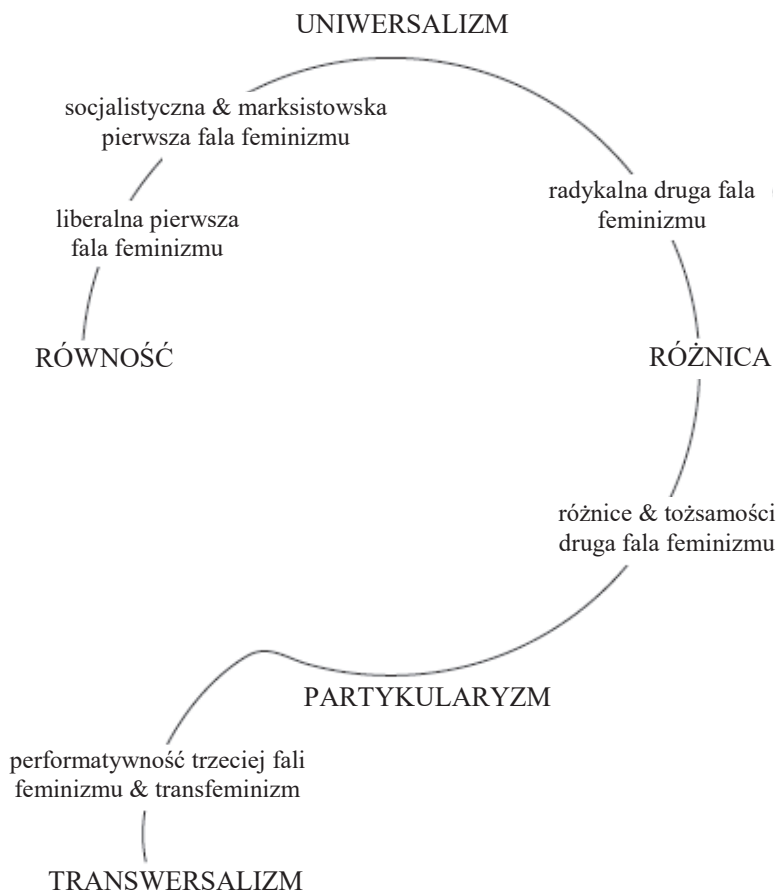 UNIWERSALIZM
socjalistyczna & marksistowska
pierwsza fala feminizmu
radykalna druga fala
feminizmu
liberalna pierwsza
fala feminizmu
RÓWNOŚĆ
RÓŻNICA
różnice & tożsamości
druga fala feminizmu
PARTYKULARYZM
performatywność trzeciej fali
feminizmu & transfeminizm
TRANSWERSALIZM